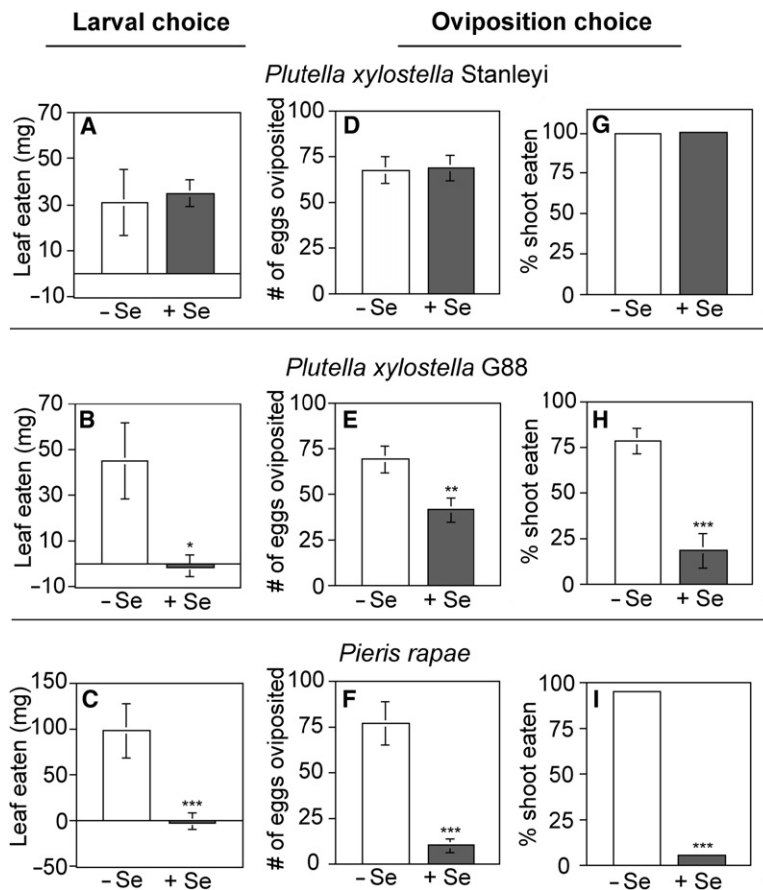 Larval choice
Oviposition choice
Plutella xylostella Stanleyi
A
Leaf eaten (mg)
70
50
30
10
–10
– Se + Se
D
# of eggs oviposited
100
75
50
25
0
– Se + Se
G
% shoot eaten
100
75
50
25
0
– Se + Se
Plutella xylostella G88
B
Leaf eaten (mg)
70
50
30
10
–10
*
– Se + Se
E
# of eggs oviposited
100
75
50
25
0
**
– Se + Se
H
% shoot eaten
100
75
50
25
0
***
– Se + Se
Pieris rapae
C
Leaf eaten (mg)
150
100
50
0
–50
***
– Se + Se
F
# of eggs oviposited
100
75
50
25
0
***
– Se + Se
I
% shoot eaten
100
75
50
25
0
***
– Se + Se